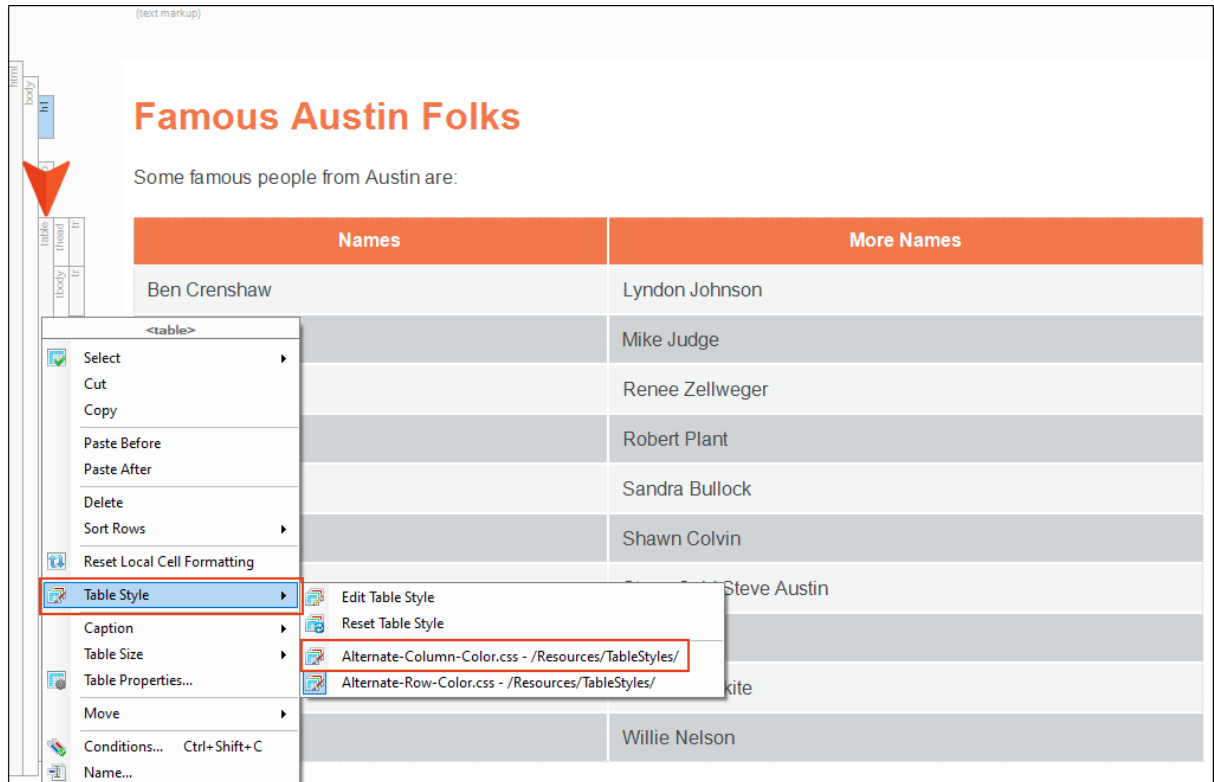 (text markup)
html
body
h1
Famous Austin Folks
Some famous people from Austin are:
table
thead
tr
Names
More Names
tbody
tr
Ben Crenshaw
Lyndon Johnson
Mike Judge
Renee Zellweger
Robert Plant
Sandra Bullock
Shawn Colvin
Steve Austin
Willie Nelson
<table>
Select
Cut
Copy
Paste Before
Paste After
Delete
Sort Rows
Reset Local Cell Formatting
Table Style
Caption
Table Size
Table Properties...
Move
Conditions... Ctrl+Shift+C
Name...
Edit Table Style
Reset Table Style
Alternate-Column-Color.css - /Resources/TableStyles/
Alternate-Row-Color.css - /Resources/TableStyles/